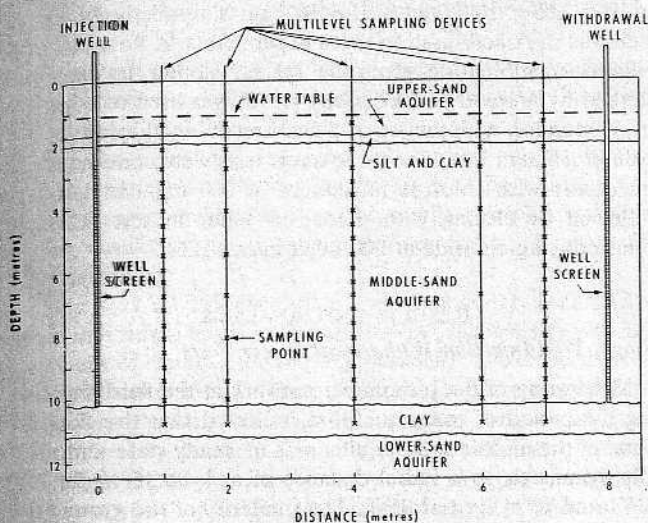 INJECTION
WELL
MULTILEVEL SAMPLING DEVICES
WITHDRAWAL
WELL
WATER TABLE
UPPER-SAND
AQUIFER
SILT AND CLAY
WELL
SCREEN
MIDDLE-SAND
AQUIFER
WELL
SCREEN
SAMPLING
POINT
CLAY
LOWER-SAND
AQUIFER
0
2
4
6
8
10
12
DEPTH (metres)
0
2
4
6
8
DISTANCE (metres)